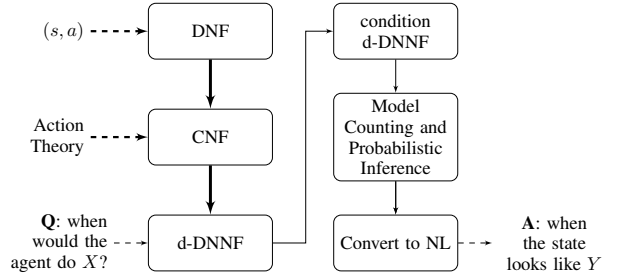 (s, a)
DNF
Action
Theory
CNF
Q: when
would the
agent do X?
d-DNNF
condition
d-DNNF
Model
Counting and
Probabilistic
Inference
Convert to NL
A: when
the state
looks like Y